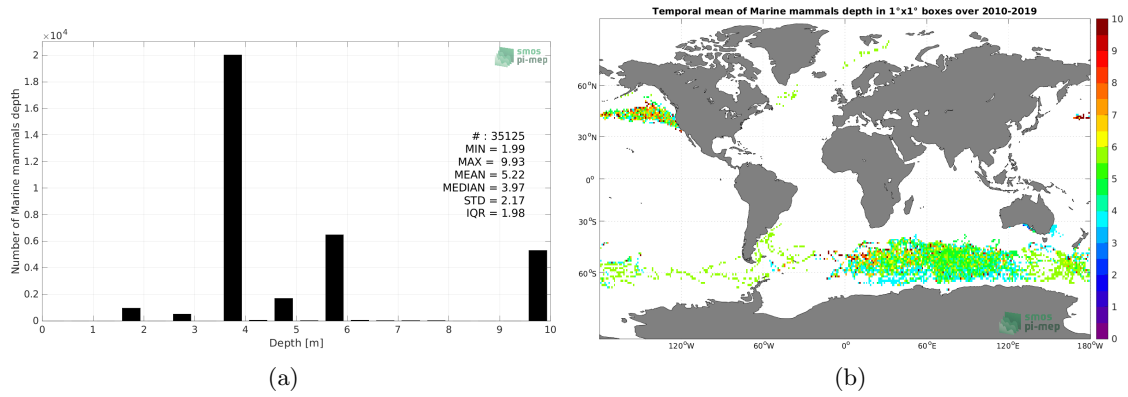 ×10⁴
2
1.8
1.6
1.4
1.2
1
0.8
0.6
0.4
0.2
0
Number of Marine mammals depth
smos
pi-mep
# : 35125
MIN = 1.99
MAX = 9.93
MEAN = 5.22
MEDIAN = 3.97
STD = 2.17
IQR = 1.98
0 1 2 3 4 5 6 7 8 9 10
Depth [m]
(a)
Temporal mean of Marine mammals depth in 1°x1° boxes over 2010-2019
60°N
30°N
0°
30°S
60°S
120°W 60°W 0° 60°E 120°E 180°W
smos
pi-mep
10
9
8
7
6
5
4
3
2
1
0
(b)